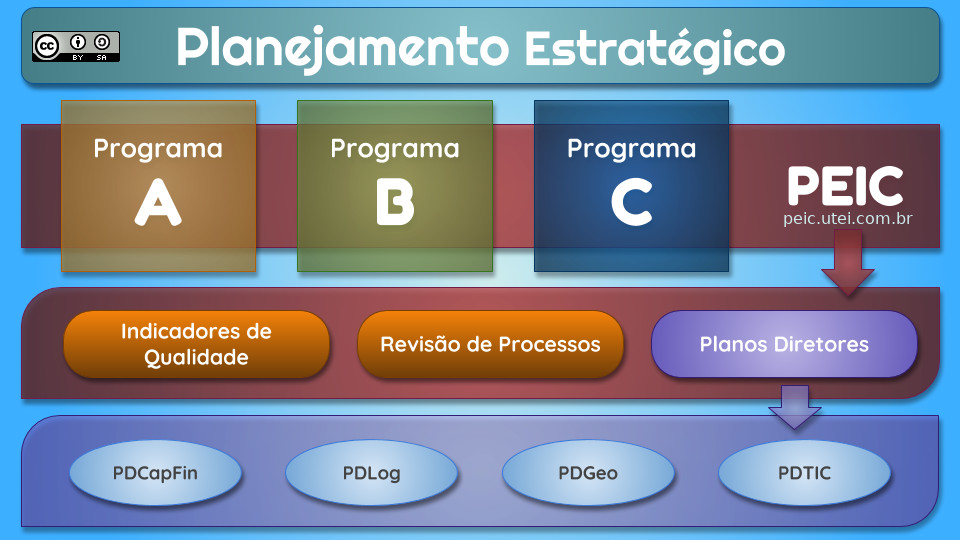 cc BY SA
Planejamento Estratégico
Programa
A
Programa
B
Programa
C
PEIC
peic.utei.com.br
Indicadores de
Qualidade
Revisão de Processos
Planos Diretores
PDCapFin
PDLog
PDGeo
PDTIC